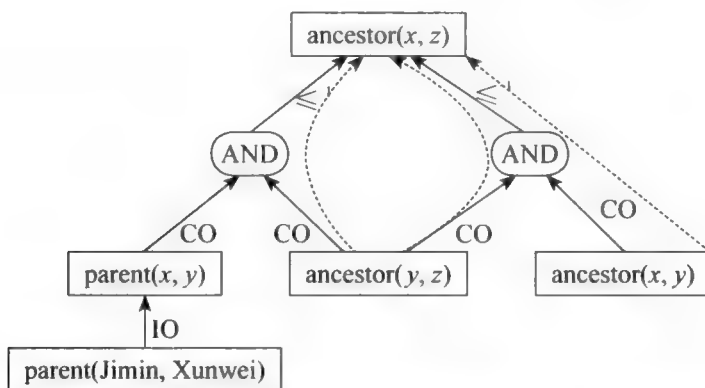 ancestor(x, z)
≤
≤
AND
AND
CO
CO
CO
CO
parent(x, y)
ancestor(y, z)
ancestor(x, y)
IO
parent(Jimin, Xunwei)